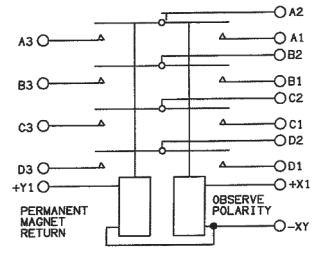 A2
A3
A1
B2
B3
B1
C2
C3
C1
D2
D3
D1
+Y1
+X1
PERMANENT
MAGNET
RETURN
OBSERVE
POLARITY
-XY